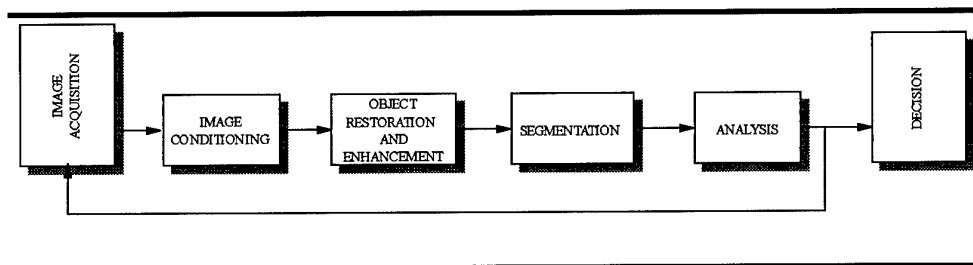 IMAGE
ACQUISITION
IMAGE
CONDITIONING
OBJECT
RESTORATION
AND
ENHANCEMENT
SEGMENTATION
ANALYSIS
DECISION